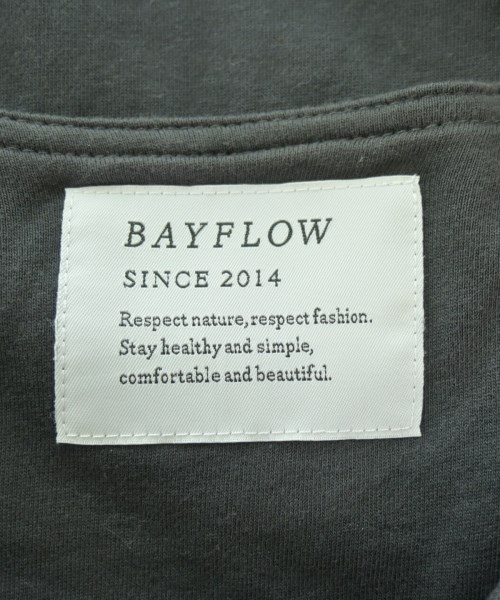 BAYFLOW
SINCE 2014
Respect nature, respect fashion.
Stay healthy and simple,
comfortable and beautiful.